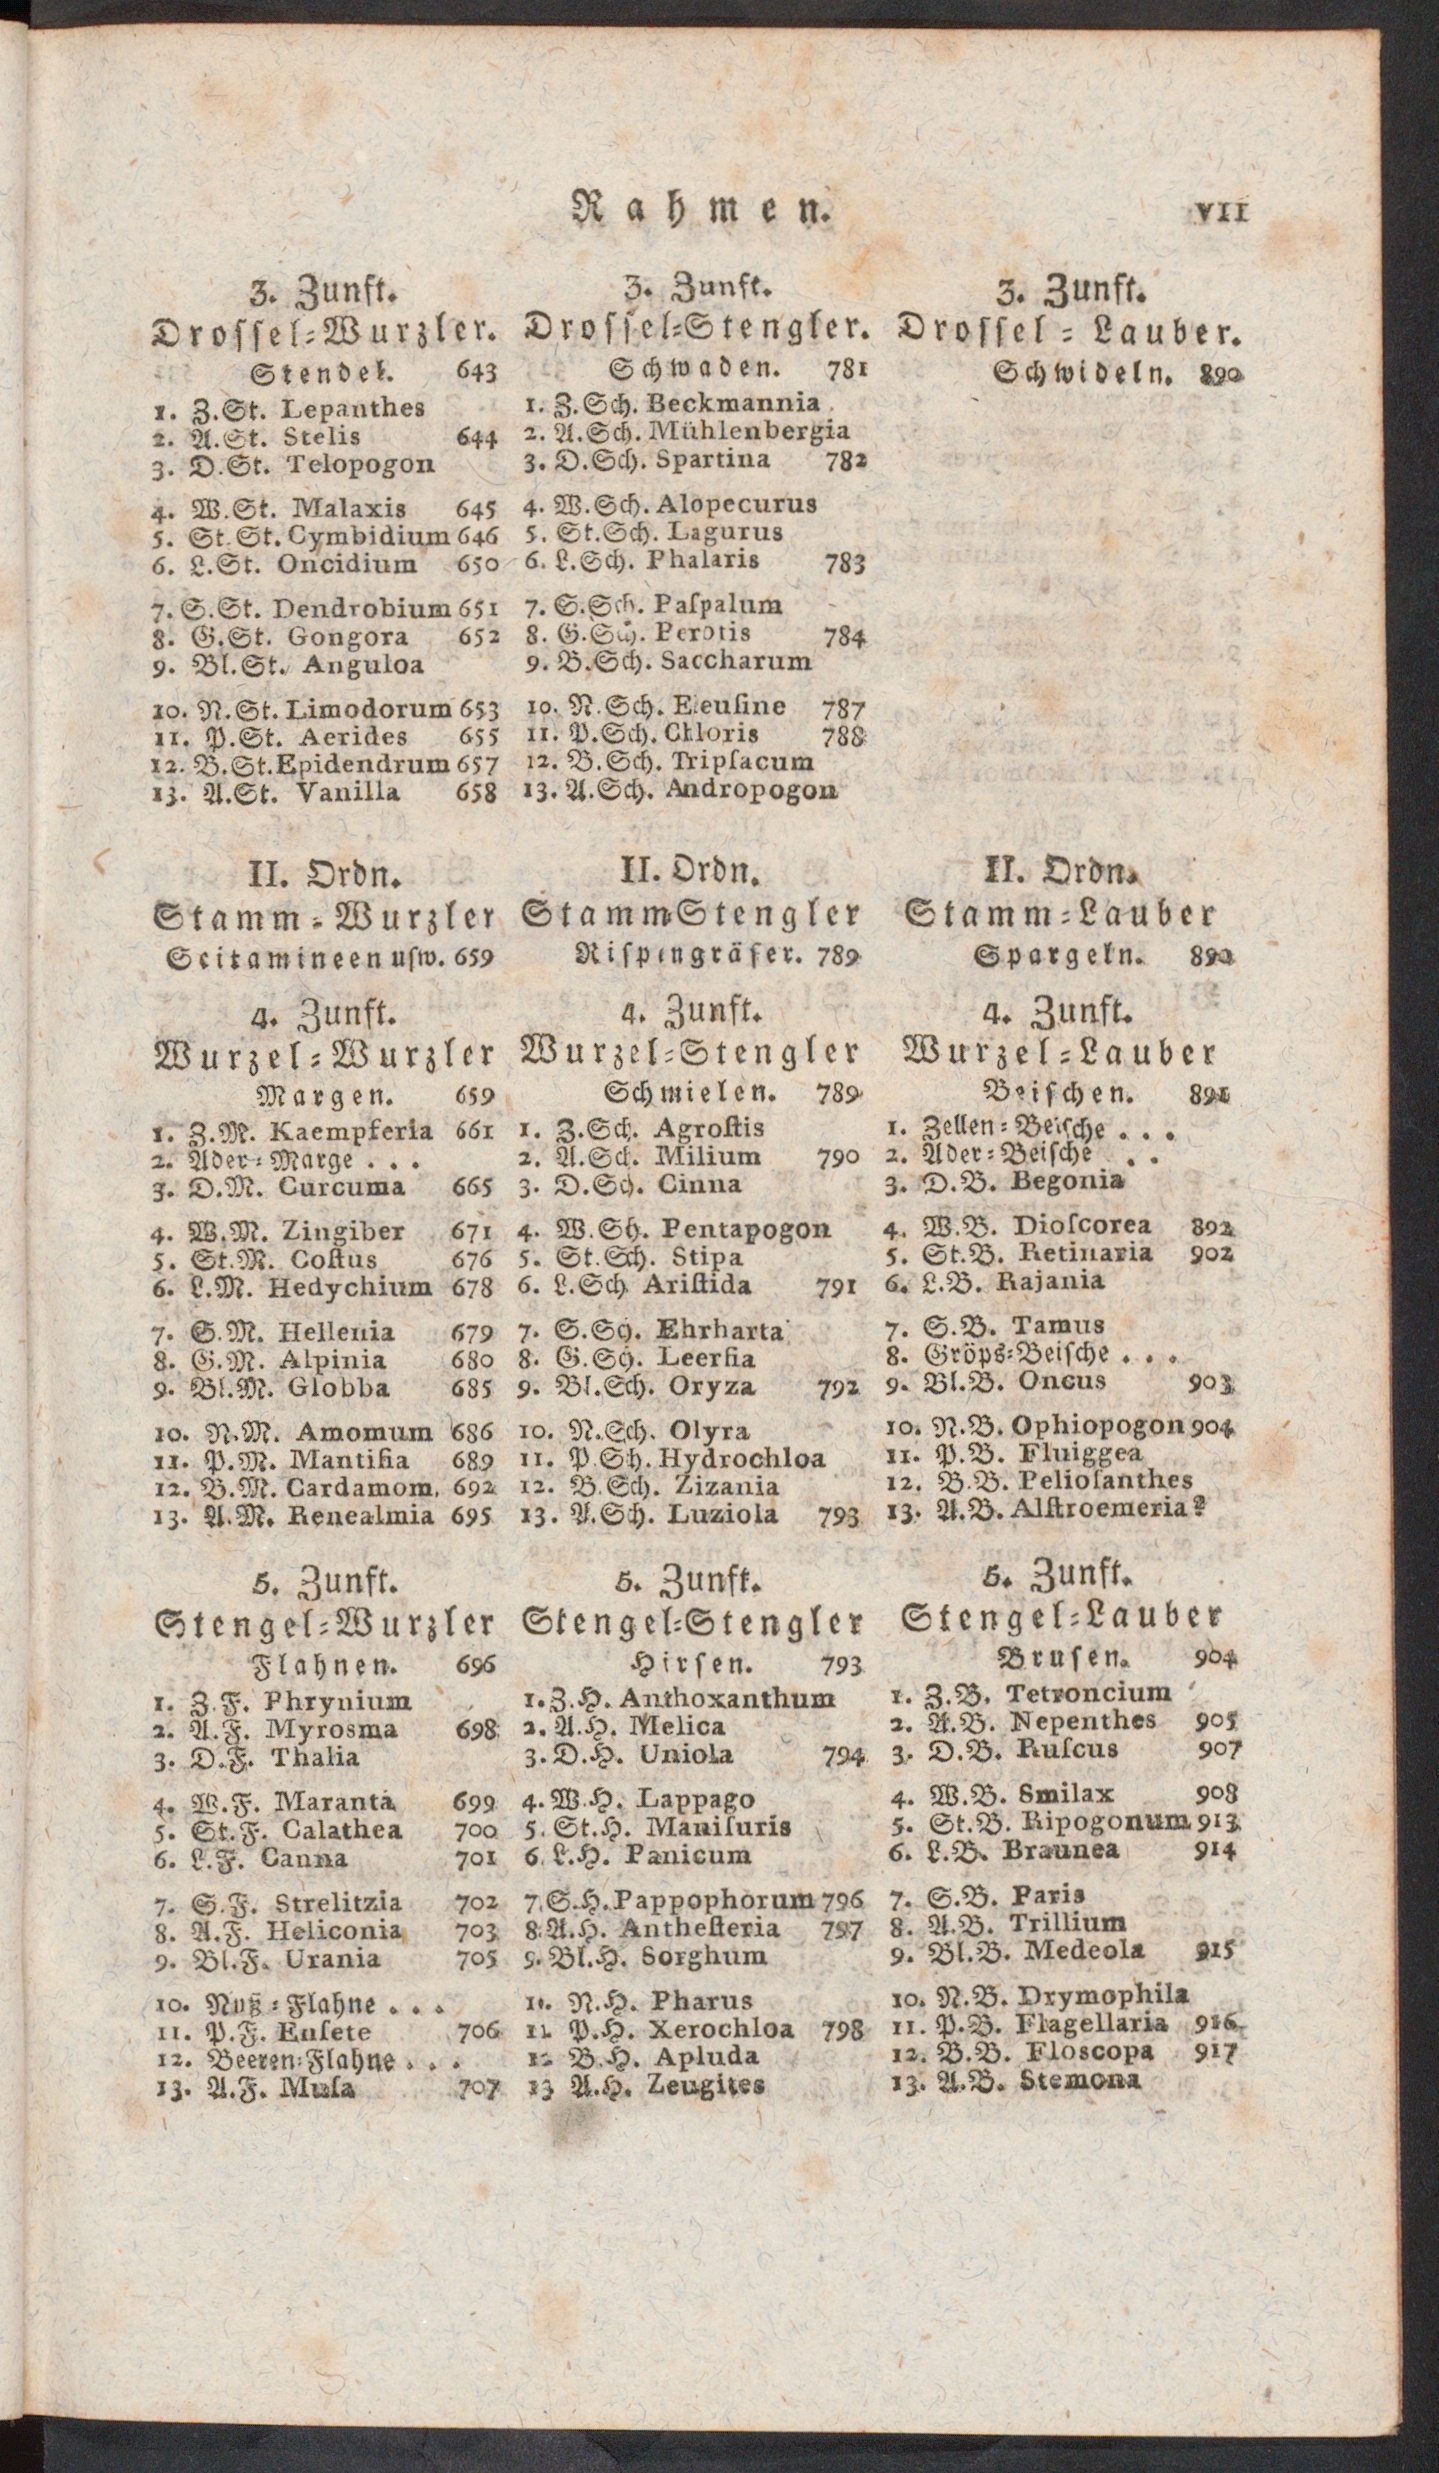 Rahmen. VII
3. Zunft.
Drossel=Wurzler.
Stendel. 643
1. Z.St. Lepanthes
2. A.St. Stelis 644
3. D.St. Telopogon
4. W.St. Malaxis 645
5. St.St. Cymbidium 646
6. L.St. Oncidium 650
7. S.St. Dendrobium 651
8. G.St. Gongora 652
9. Bl.St. Anguloa
10. N.St. Limodorum 653
11. P.St. Aerides 655
12. B.St. Epidendrum 657
13. A.St. Vanilla 658
II. Ordn.
Stamm=Wurzler
Scitamineen usw. 659
4. Zunft.
Wurzel=Wurzler
Margen. 659
1. Z.M. Kaempferia 661
2. Ader=Marge . . .
3. D.M. Curcuma 665
4. W.M. Zingiber 671
5. St.M. Coſtus 676
6. L.M. Hedychium 678
7. S.M. Hellenia 679
8. G.M. Alpinia 680
9. Bl.M. Globba 685
10. N.M. Amomum 686
11. P.M. Mantiſia 689
12. B.M. Cardamom. 692
13. A.M. Renealmia 695
5. Zunft.
Stengel=Wurzler
Flahnen. 696
1. Z.F. Phrynium
2. A.F. Myrosma 698
3. D.F. Thalia
4. W.F. Maranta 699
5. St.F. Calathea 700
6. L.F. Canna 701
7. S.F. Strelitzia 702
8. A.F. Heliconia 703
9. Bl.F. Urania 705
10. Nuß=Flahne . . .
11. P.F. Enſete 706
12. Beeren=Flahne . . .
13. A.F. Muſa 707
3. Zunft.
Drossel=Stengler.
Schwaden. 781
1. Z.Sch. Beckmannia
2. A.Sch. Mühlenbergia
3. D.Sch. Spartina 782
4. W.Sch. Alopecurus
5. St.Sch. Lagurus
6. L.Sch. Phalaris 783
7. S.Sch. Paſpalum
8. G.Sch. Perotis 784
9. B.Sch. Saccharum
10. N.Sch. Eleuſine 787
11. P.Sch. Chloris 788
12. B.Sch. Tripſacum
13. A.Sch. Andropogon
II. Ordn.
Stamm Stengler
Rispengräser. 789
4. Zunft.
Wurzel=Stengler
Schmielen. 789
1. Z.Sch. Agroſtis
2. A.Sch. Milium 790
3. D.Sch. Cinna
4. W.Sch. Pentapogon
5. St.Sch. Stipa
6. L.Sch. Ariſtida 791
7. S.Sch. Ehrharta
8. G.Sch. Leerſia
9. Bl.Sch. Oryza 792
10. N.Sch. Olyra
11. P.Sch. Hydrochloa
12. B.Sch. Zizania
13. A.Sch. Luziola 793
5. Zunft.
Stengel=Stengler
Hirsen. 793
1. Z.H. Anthoxanthum
2. A.H. Melica
3. D.H. Uniola 794
4. W.H. Lappago
5. St.H. Maniſuris
6. L.H. Panicum
7. S.H. Pappophorum 796
8. A.H. Antheſteria 797
9. Bl.H. Sorghum
10. N.H. Pharus
11. P.H. Xerochloa 798
12 B.H. Apluda
13 A.H. Zeugites
3. Zunft.
Drossel=Lauber.
Schwideln. 890
II. Ordn.
Stamm=Lauber
Spargeln. 890
4. Zunft.
Wurzel=Lauber
Beischen. 891
1. Zellen=Beische . . .
2. Ader=Beische . .
3. D.B. Begonia
4. W.B. Dioſcorea 892
5. St.B. Retinaria 902
6. L.B. Rajania
7. S.B. Tamus
8. Gröps=Beische . . .
9. Bl.B. Oncus 903
10. N.B. Ophiopogon 904
11. P.B. Fluiggea
12. B.B. Pelioſanthes
13. A.B. Alſtroemeria?
5. Zunft.
Stengel=Lauber
Brusen. 904
1. Z.B. Tetroncium
2. A.B. Nepenthes 905
3. D.B. Ruſcus 907
4. W.B. Smilax 908
5. St.B. Ripogonum 913
6. L.B. Braunea 914
7. S.B. Paris
8. A.B. Trillium
9. Bl.B. Medeola 915
10. N.B. Drymophila
11. P.B. Flagellaria 916
12. B.B. Floscopa 917
13. A.B. Stemona